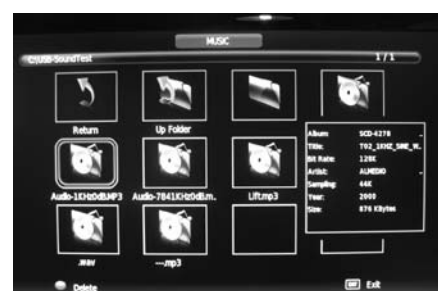 MUSIC
C:\USB-SoundTest
1/1
Return
Up Folder
Album: SCD-4278
Title: T02_1KHZ_SINE_W..
Bit Rate: 128K
Artist: ALMEDIO
Sampling: 44K
Year: 2000
Size: 876 KBytes
Audio-1KHz0dB.MP3
Audio-7841KHz0dB.m..
Lift.mp3
.wav
---.mp3
Delete
Exit